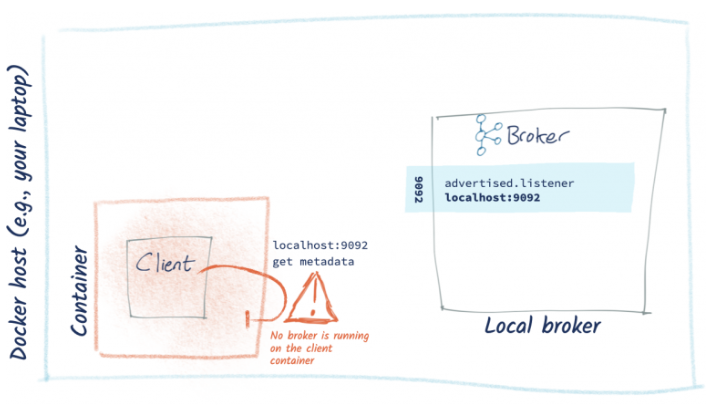 Docker host (e.g., your laptop)
Container
Client
localhost:9092
get metadata
No broker is running
on the client
container
Broker
9092
advertised.listener
localhost:9092
Local broker